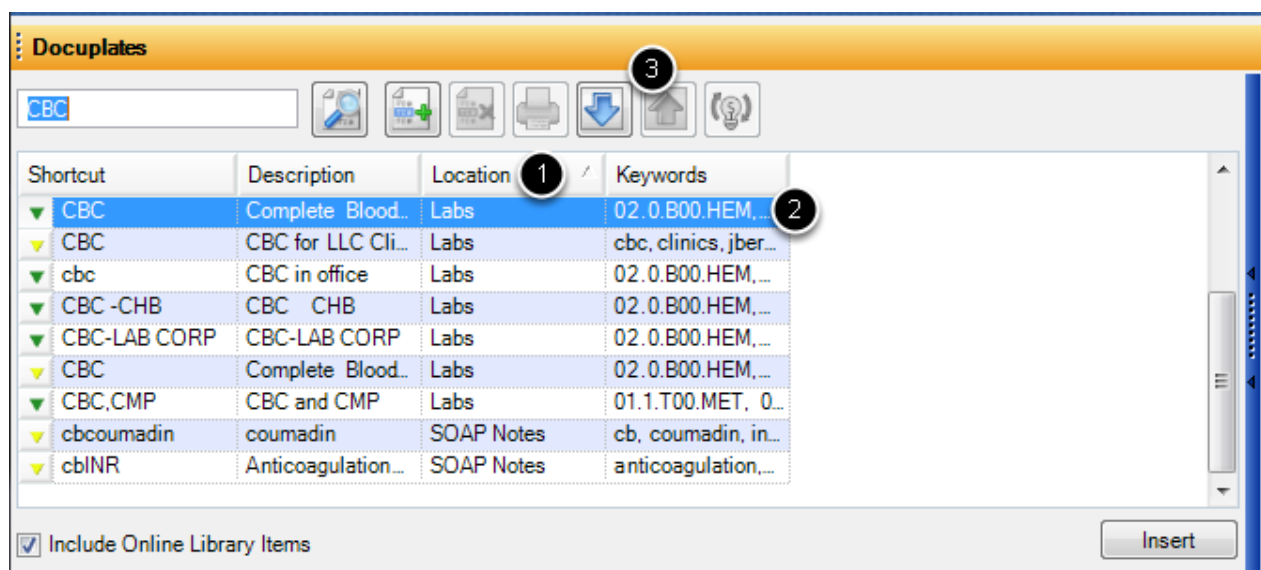 Docuplates
3
CBC
Shortcut Description Location 1 Keywords
CBC Complete Blood... Labs 02.0.B00.HEM,... 2
CBC CBC for LLC Cli... Labs cbc, clinics, jber...
cbc CBC in office Labs 02.0.B00.HEM,...
CBC -CHB CBC CHB Labs 02.0.B00.HEM,...
CBC-LAB CORP CBC-LAB CORP Labs 02.0.B00.HEM,...
CBC Complete Blood... Labs 02.0.B00.HEM,...
CBC,CMP CBC and CMP Labs 01.1.T00.MET, 0...
cbcoumadin coumadin SOAP Notes cb, coumadin, in...
cbINR Anticoagulation... SOAP Notes anticoagulation,...
Include Online Library Items Insert